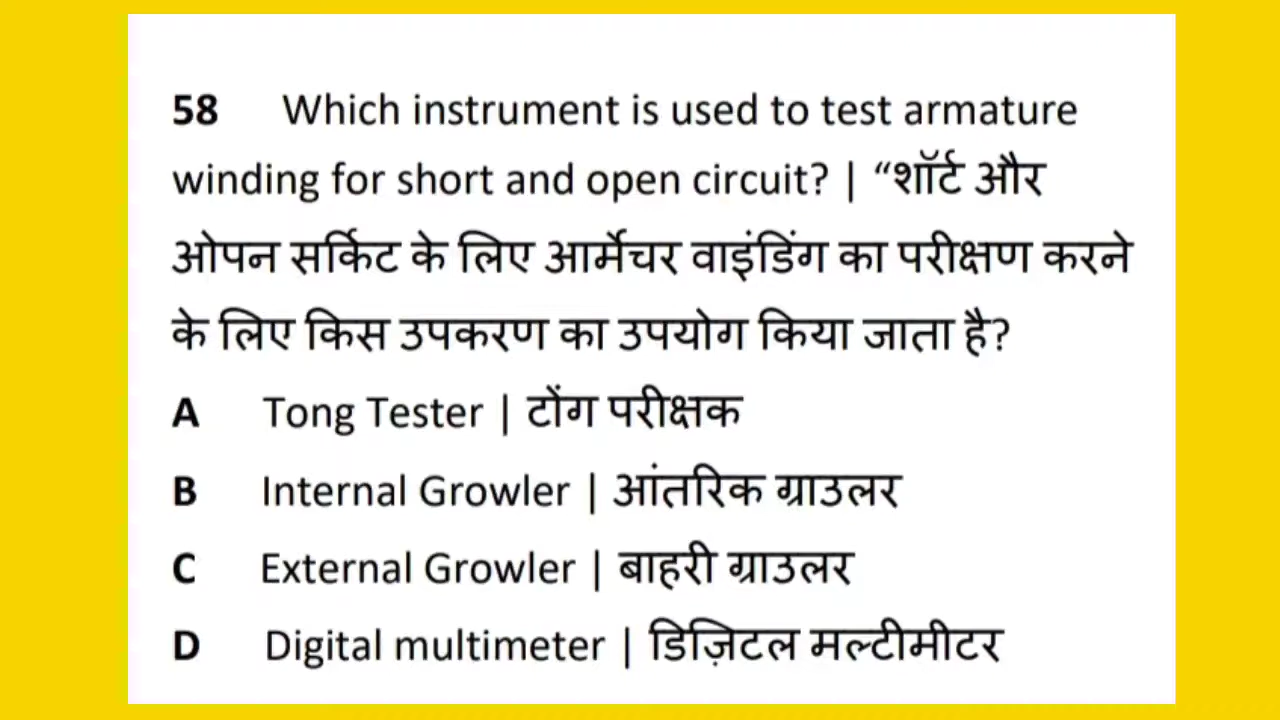 58 Which instrument is used to test armature
winding for short and open circuit? | “शॉर्ट और
ओपन सर्किट के लिए आर्मेचर वाइंडिंग का परीक्षण करने
के लिए किस उपकरण का उपयोग किया जाता है?
A Tong Tester | टोंग परीक्षक
B Internal Growler | आंतरिक ग्राउलर
C External Growler | बाहरी ग्राउलर
D Digital multimeter | डिज़िटल मल्टीमीटर